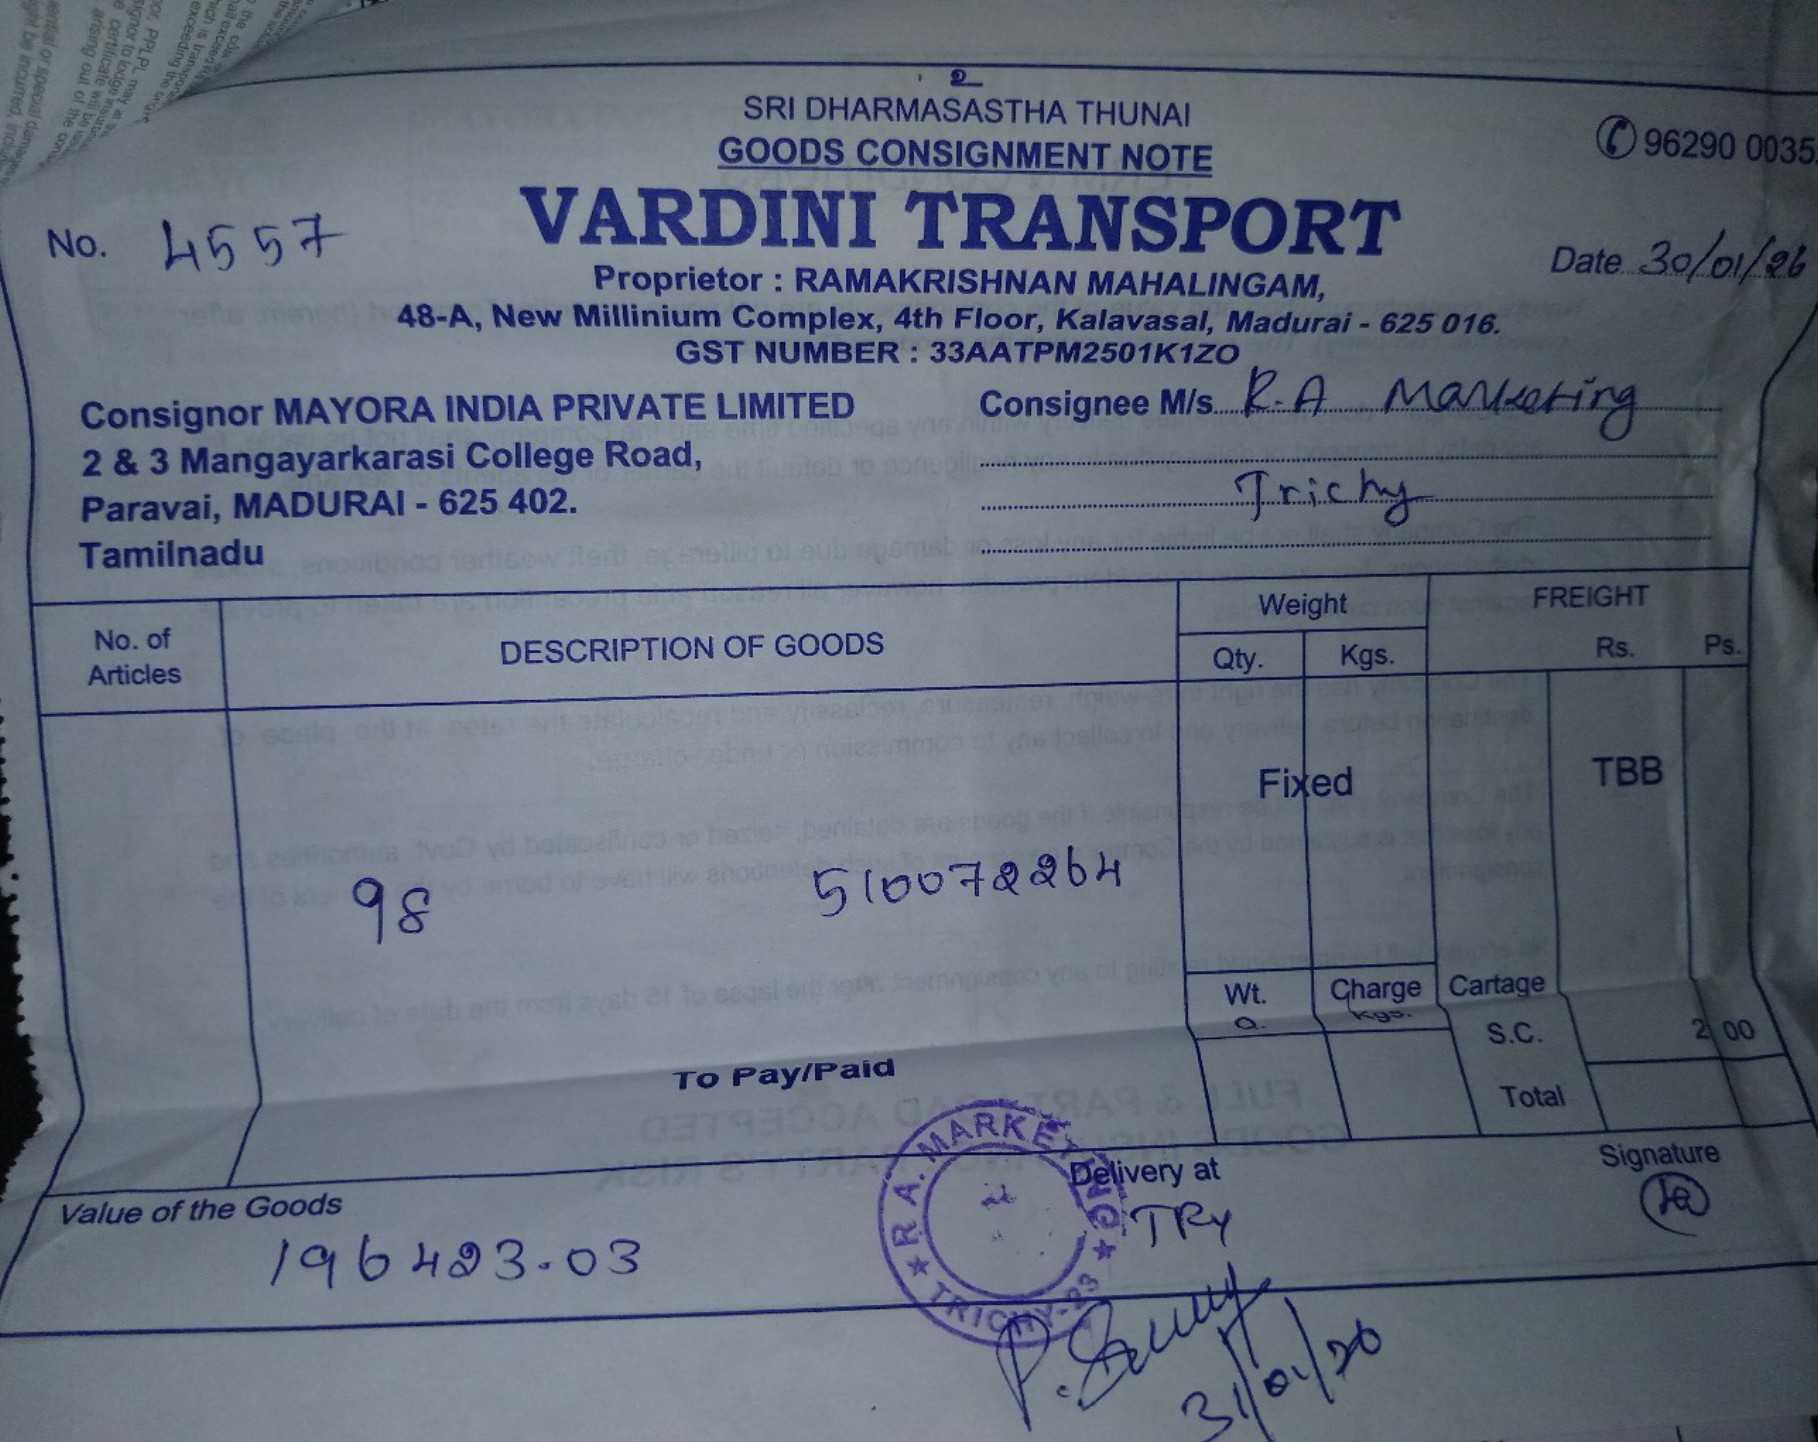 2
SRI DHARMASASTHA THUNAI
GOODS CONSIGNMENT NOTE
✆ 96290 0035
No. 4557
VARDINI TRANSPORT
Date 30/01/26
Proprietor : RAMAKRISHNAN MAHALINGAM,
48-A, New Millinium Complex, 4th Floor, Kalavasal, Madurai - 625 016.
GST NUMBER : 33AATPM2501K1ZO
Consignor MAYORA INDIA PRIVATE LIMITED
2 & 3 Mangayarkarasi College Road,
Paravai, MADURAI - 625 402.
Tamilnadu
Consignee M/s. R.A Marketing
Trichy
No. of
Articles
DESCRIPTION OF GOODS
Weight
Qty. Kgs.
FREIGHT
Rs. Ps.
Fixed
TBB
98 510072264
Wt.
Q.
Charge
Kgs.
Cartage
S.C. 2 00
Total
To Pay/Paid
Value of the Goods
196423.03
R.A. MARKETING
★ TRICHY-23 ★
Delivery at
TRY
Signature
31/01/26